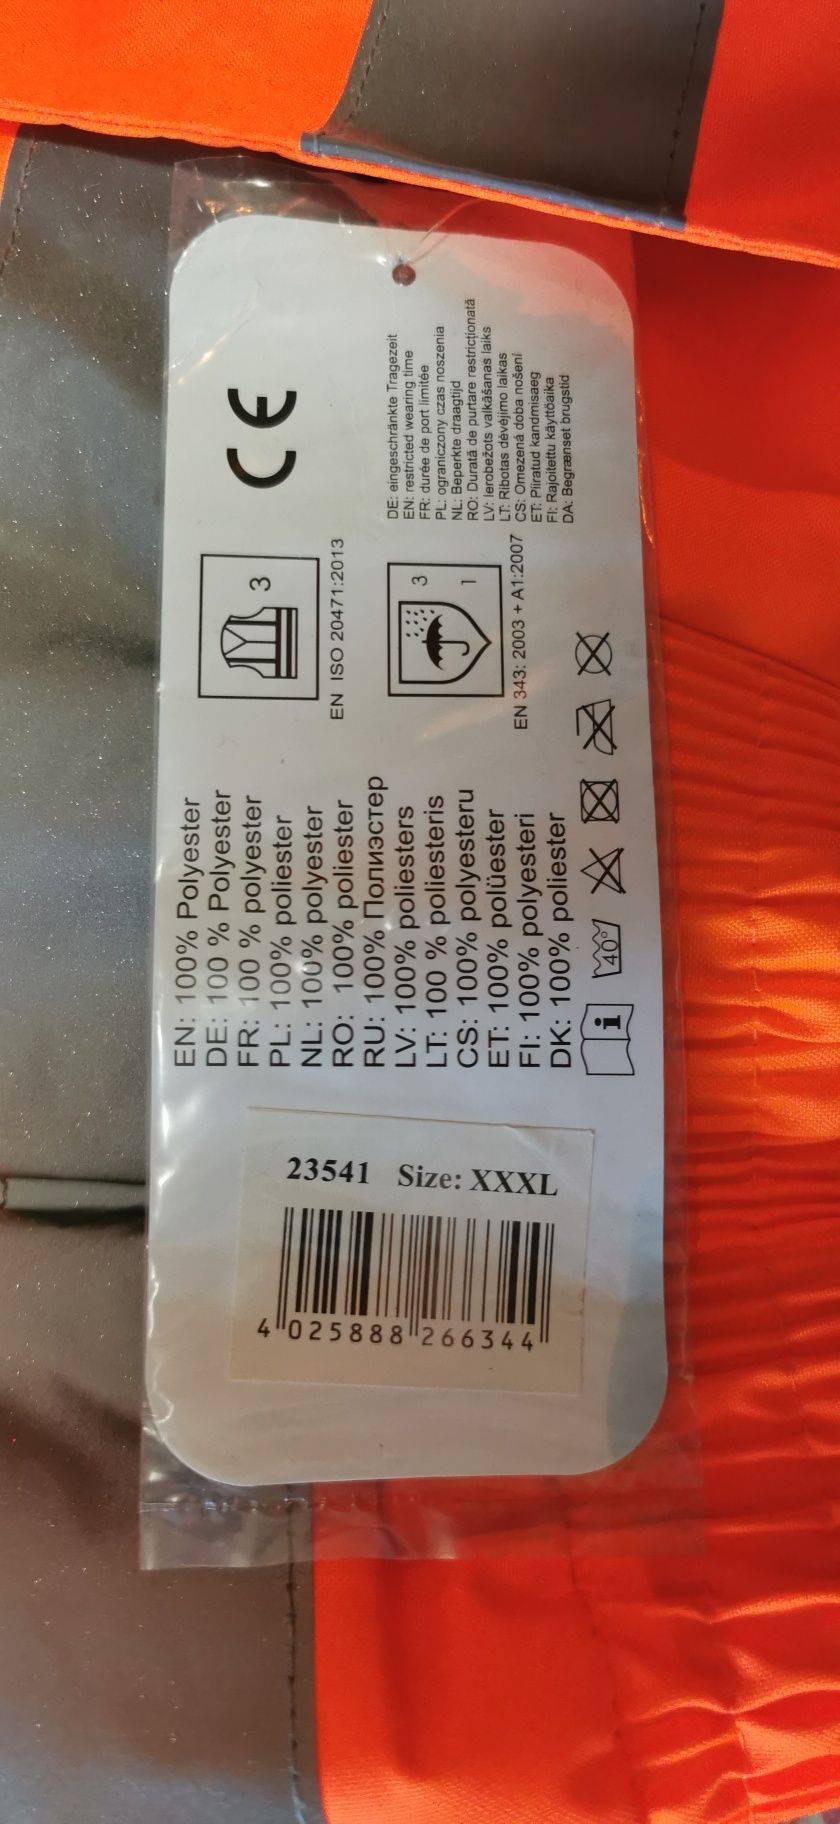 EN: 100% Polyester
DE: 100 % Polyester
FR: 100 % polyester
PL: 100% poliester
NL: 100% polyester
RO: 100% poliester
RU: 100% Полиэстер
LV: 100% poliesters
LT: 100 % poliesteris
CS: 100% polyesteru
ET: 100% polüester
FI: 100% polyesteri
DK: 100% poliester
i
40°
3
EN ISO 20471:2013
3
1
EN 343: 2003 + A1:2007
CE
DE: eingeschränkte Tragezeit
EN: restricted wearing time
FR: durée de port limitée
PL: ograniczony czas noszenia
NL: Beperkte draagtijd
RO: Durată de purtare restricționată
LV: Ierobežots valkāšanas laiks
LT: Ribotas dėvėjimo laikas
CS: Omezená doba nošení
ET: Piiratud kandmisaeg
FI: Rajoitettu käyttöaika
DA: Begrænset brugstid
23541 Size: XXXL
4 025888 266344